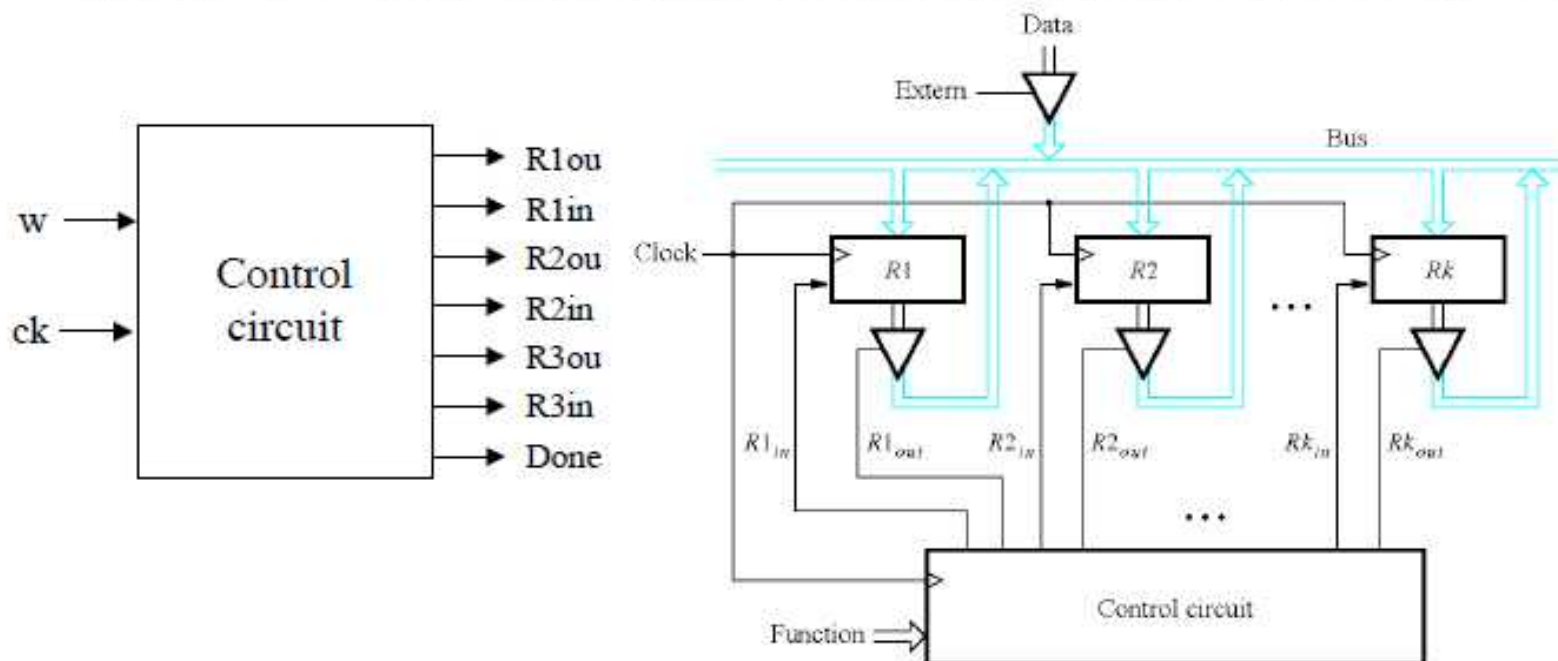 w
ck
Control
circuit
R1ou
R1in
R2ou
R2in
R3ou
R3in
Done
Data
Extern
Bus
Clock
R1
R2
Rk
R1in
R1out
R2in
R2out
Rkin
Rkout
Control circuit
Function